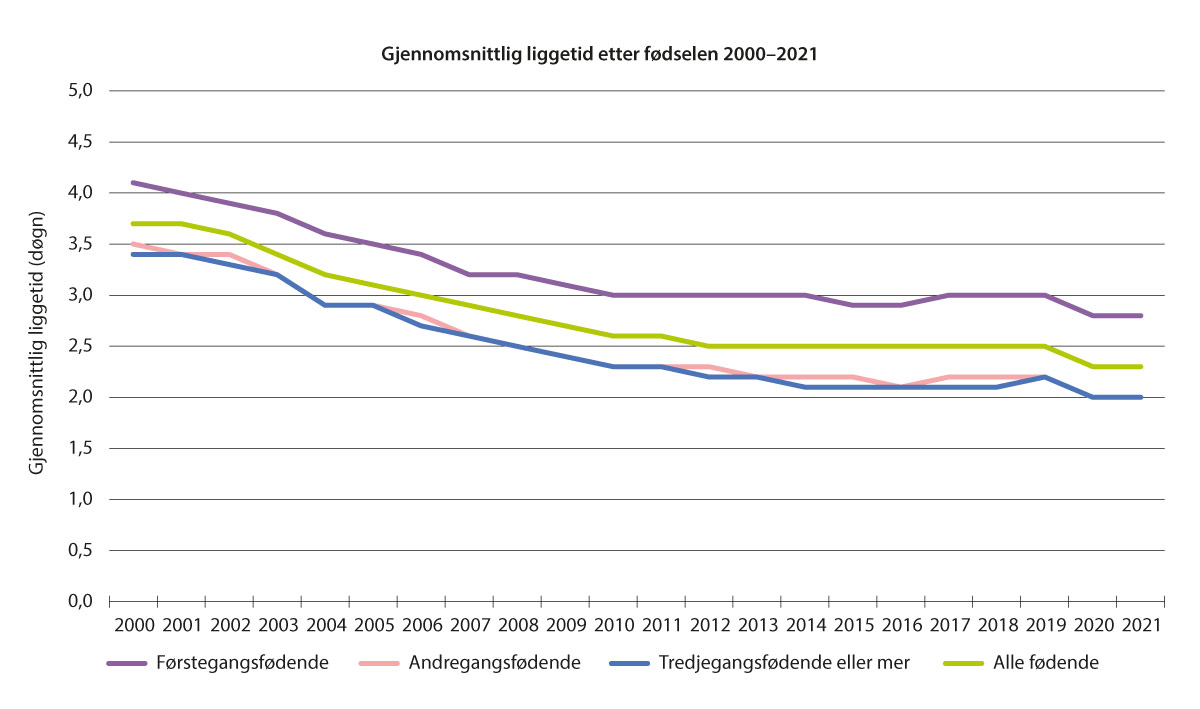 Gjennomsnittlig liggetid etter fødselen 2000–2021
Gjennomsnittlig liggetid (døgn)
5,0
4,5
4,0
3,5
3,0
2,5
2,0
1,5
1,0
0,5
0,0
2000 2001 2002 2003 2004 2005 2006 2007 2008 2009 2010 2011 2012 2013 2014 2015 2016 2017 2018 2019 2020 2021
Førstegangsfødende Andregangsfødende Tredjegangsfødende eller mer Alle fødende